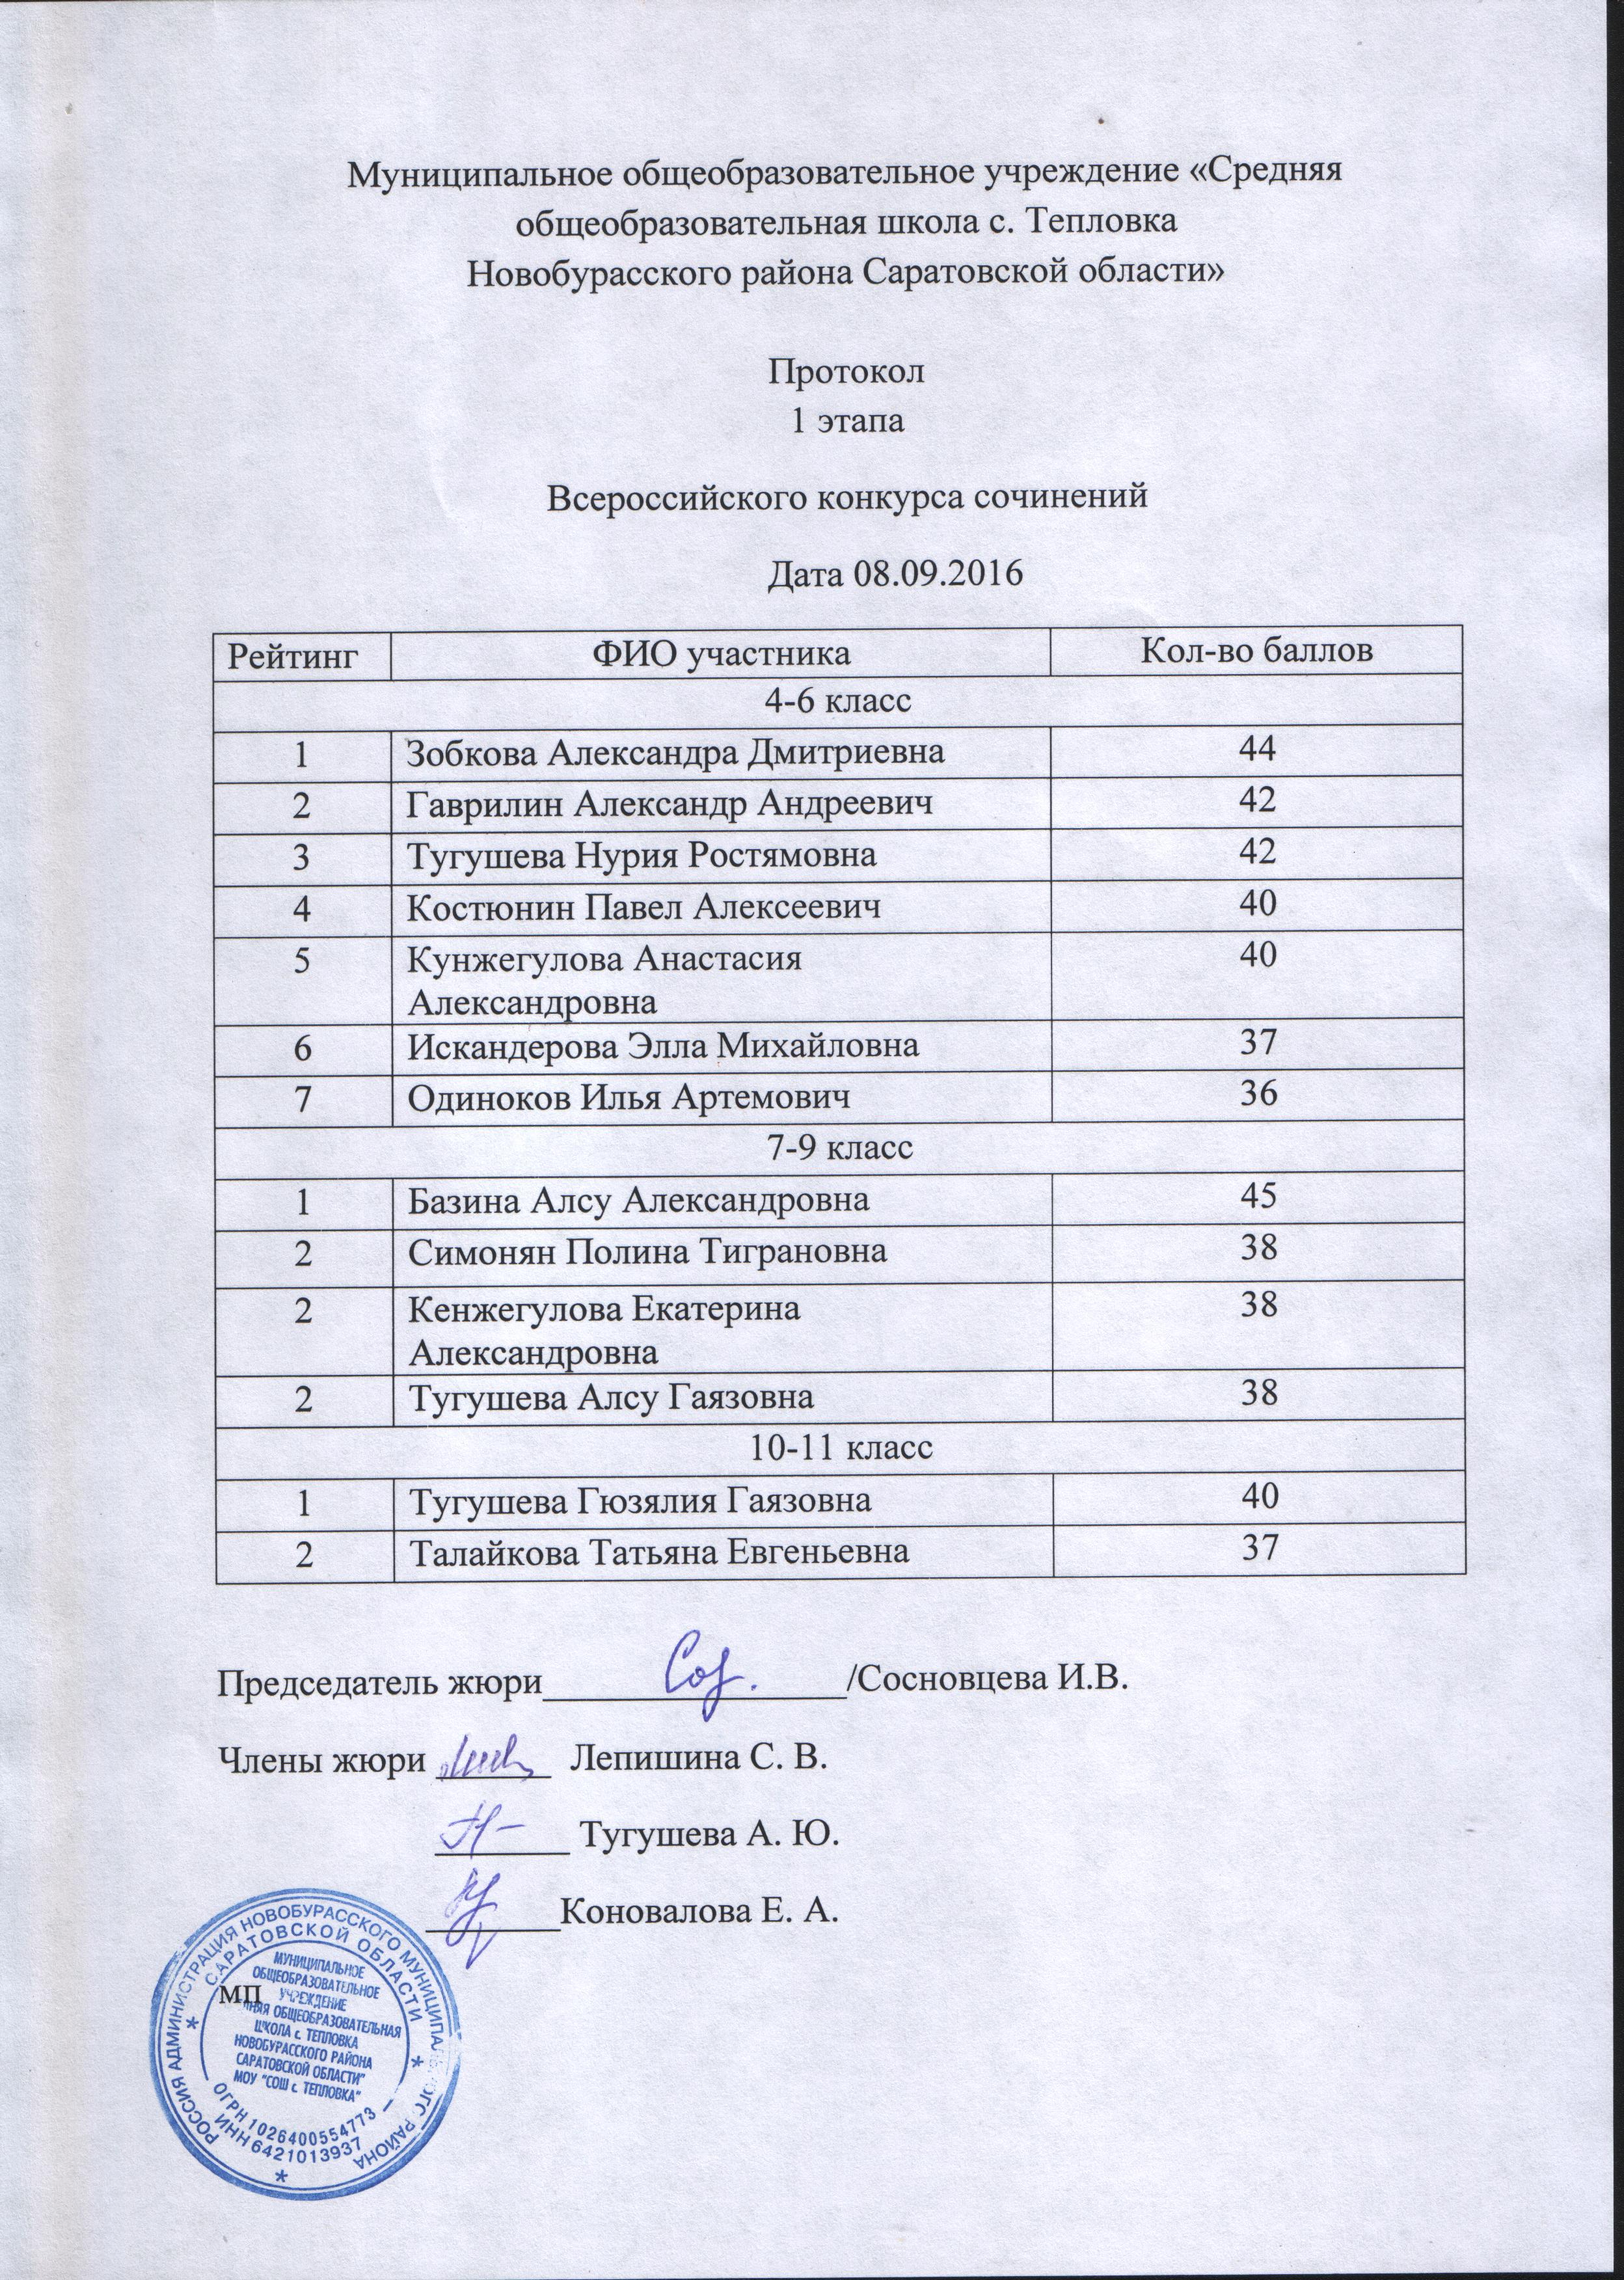 Муниципальное общеобразовательное учреждение «Средняя
общеобразовательная школа с. Тепловка
Новобурасского района Саратовской области»
Протокол
1 этапа
Всероссийского конкурса сочинений
Дата 08.09.2016
Рейтинг ФИО участника Кол-во баллов
4-6 класс
1 Зобкова Александра Дмитриевна 44
2 Гаврилин Александр Андреевич 42
3 Тугушева Нурия Ростямовна 42
4 Костюнин Павел Алексеевич 40
5 Кунжегулова Анастасия 40
Александровна
6 Искандерова Элла Михайловна 37
7 Одиноков Илья Артемович 36
7-9 класс
1 Базина Алсу Александровна 45
2 Симонян Полина Тиграновна 38
2 Кенжегулова Екатерина 38
Александровна
2 Тугушева Алсу Гаязовна 38
10-11 класс
1 Тугушева Гюзялия Гаязовна 40
2 Талайкова Татьяна Евгеньевна 37
Председатель жюри /Сосновцева И.В.
Члены жюри Лепишина С. В.
Тугушева А. Ю.
Коновалова Е. А.
мп
РОССИЯ АДМИНИСТРАЦИЯ НОВОБУРАССКОГО МУНИЦИПАЛЬНОГО РАЙОНА
САРАТОВСКОЙ ОБЛАСТИ
МУНИЦИПАЛЬНОЕ
ОБЩЕОБРАЗОВАТЕЛЬНОЕ
УЧРЕЖДЕНИЕ
ОБЩЕОБРАЗОВАТЕЛЬНАЯ
ШКОЛА с. ТЕПЛОВКА
НОВОБУРАССКОГО РАЙОНА
САРАТОВСКОЙ ОБЛАСТИ"
МОУ "СОШ с. ТЕПЛОВКА"
ОГРН 1026400554773
ИНН 6421013937